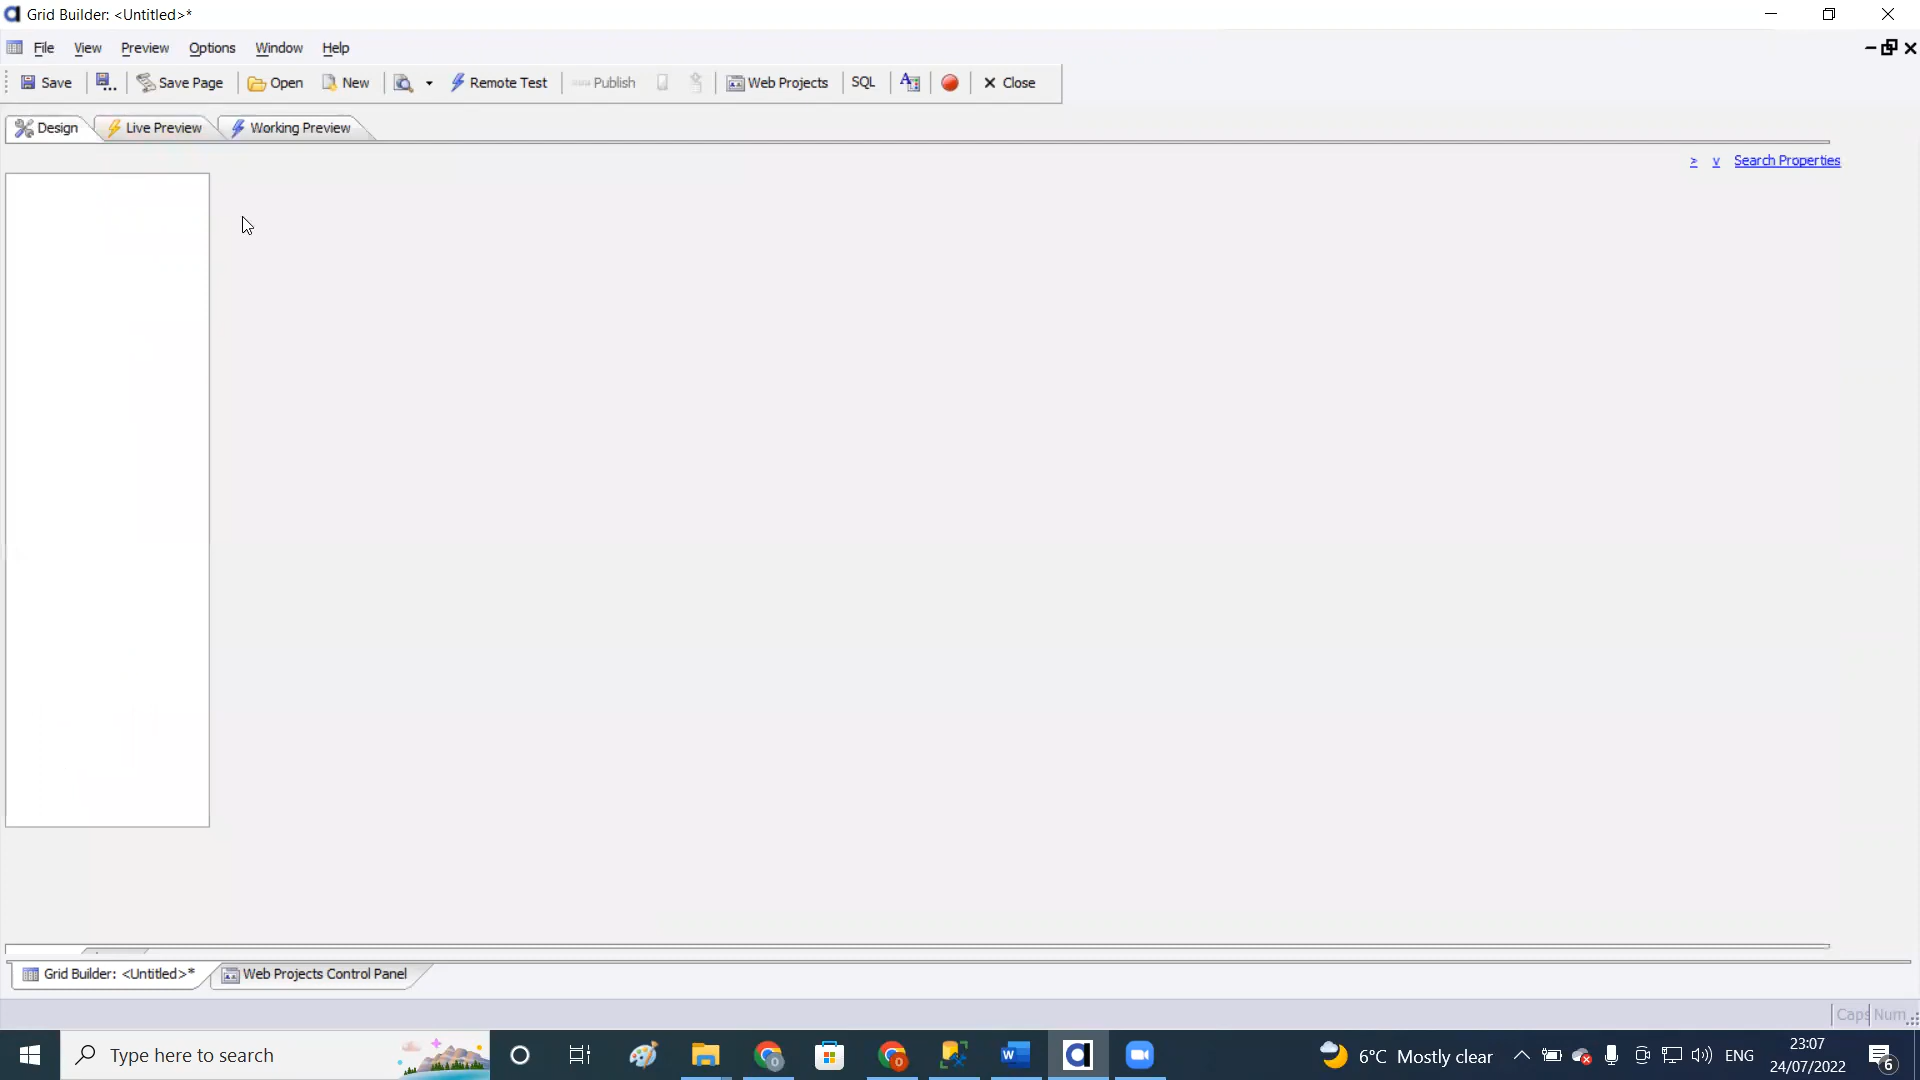 Grid Builder: <Untitled>*
File View Preview Options Window Help
Save Save Page Open New Remote Test Publish Web Projects SQL Close
Design Live Preview Working Preview
> v Search Properties
Grid Builder: <Untitled>* Web Projects Control Panel
Caps Num
Type here to search 6°C Mostly clear ENG 23:07
24/07/2022 6